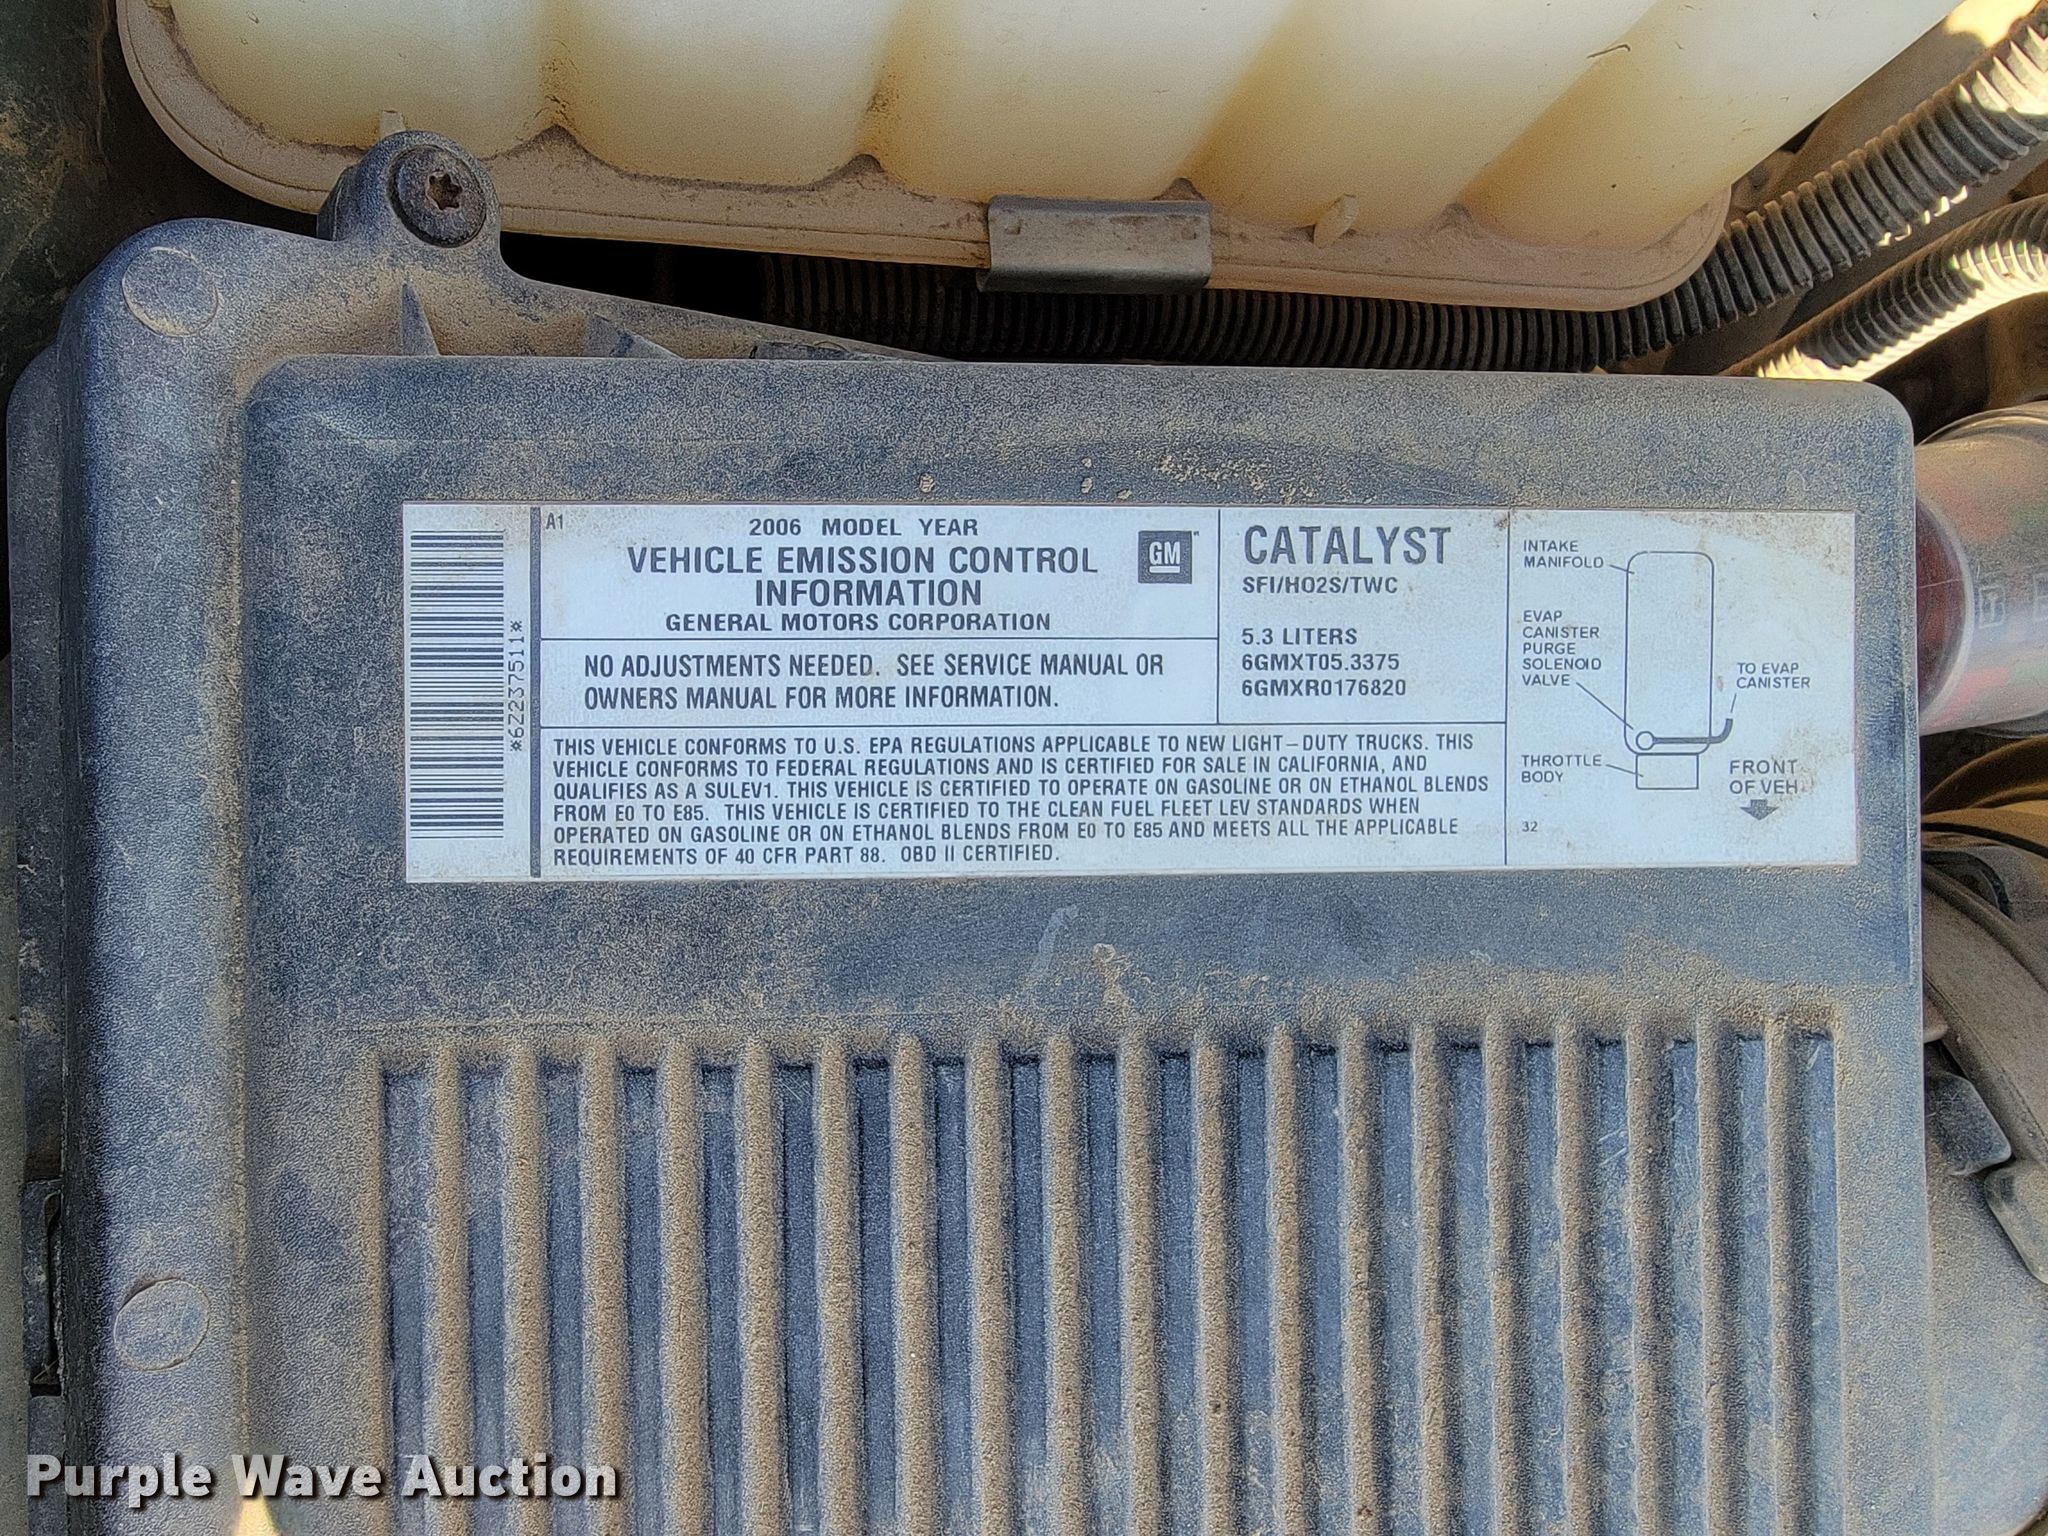 *6Z237511*
A1
2006 MODEL YEAR
VEHICLE EMISSION CONTROL
INFORMATION
GENERAL MOTORS CORPORATION
GM
NO ADJUSTMENTS NEEDED. SEE SERVICE MANUAL OR
OWNERS MANUAL FOR MORE INFORMATION.
CATALYST
SFI/HO2S/TWC
5.3 LITERS
6GMXT05.3375
6GMXR0176820
THIS VEHICLE CONFORMS TO U.S. EPA REGULATIONS APPLICABLE TO NEW LIGHT-DUTY TRUCKS. THIS
VEHICLE CONFORMS TO FEDERAL REGULATIONS AND IS CERTIFIED FOR SALE IN CALIFORNIA, AND
QUALIFIES AS A SULEV1. THIS VEHICLE IS CERTIFIED TO OPERATE ON GASOLINE OR ON ETHANOL BLENDS
FROM E0 TO E85. THIS VEHICLE IS CERTIFIED TO THE CLEAN FUEL FLEET LEV STANDARDS WHEN
OPERATED ON GASOLINE OR ON ETHANOL BLENDS FROM E0 TO E85 AND MEETS ALL THE APPLICABLE
REQUIREMENTS OF 40 CFR PART 88. OBD II CERTIFIED.
INTAKE
MANIFOLD
EVAP
CANISTER
PURGE
SOLENOID
VALVE
TO EVAP
CANISTER
THROTTLE
BODY
FRONT
OF VEH
32
Purple Wave Auction